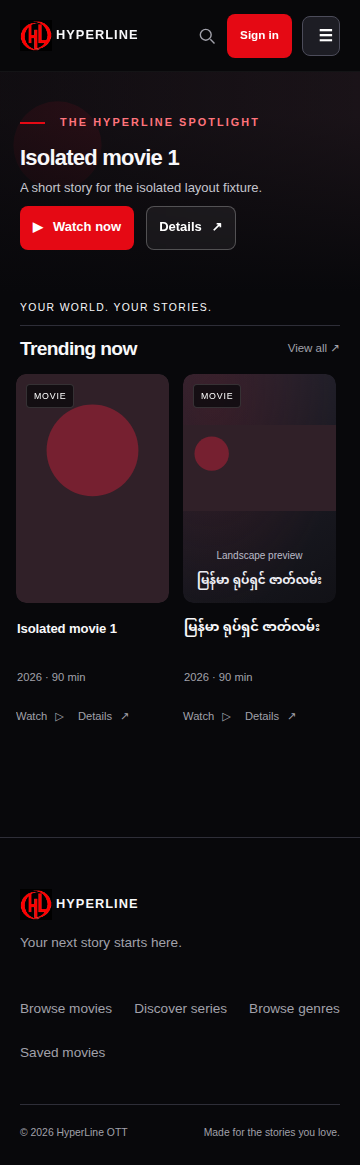 HYPERLINE
Sign in
☰
THE HYPERLINE SPOTLIGHT
Isolated movie 1
A short story for the isolated layout fixture.
▶ Watch now
Details ↗
YOUR WORLD. YOUR STORIES.
Trending now
View all ↗
MOVIE
MOVIE
Landscape preview
မြန်မာ ရုပ်ရှင် ဇာတ်လမ်း
Isolated movie 1
မြန်မာ ရုပ်ရှင် ဇာတ်လမ်း
2026 · 90 min
2026 · 90 min
Watch ▷ Details ↗
Watch ▷ Details ↗
HYPERLINE
Your next story starts here.
Browse movies Discover series Browse genres
Saved movies
© 2026 HyperLine OTT
Made for the stories you love.